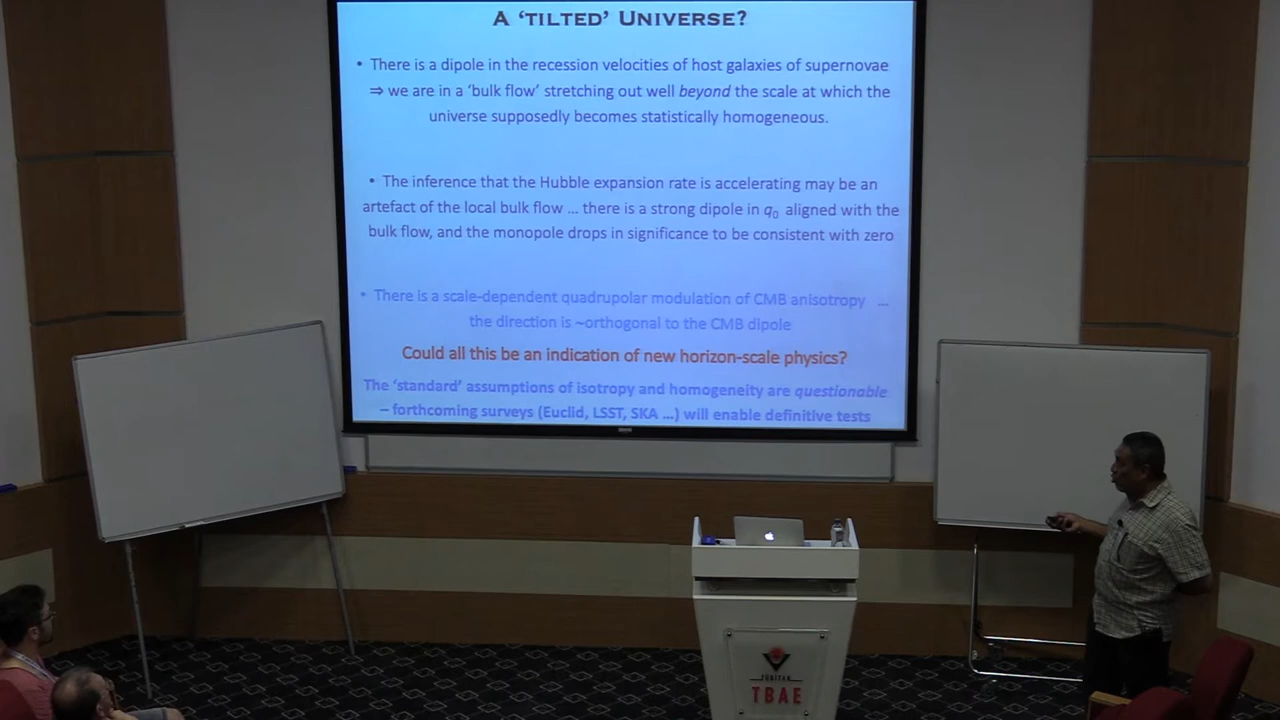 A ‘TILTED’ UNIVERSE?
• There is a dipole in the recession velocities of host galaxies of supernovae
⇒ we are in a ‘bulk flow’ stretching out well beyond the scale at which the
universe supposedly becomes statistically homogeneous.
• The inference that the Hubble expansion rate is accelerating may be an
artefact of the local bulk flow … there is a strong dipole in q₀ aligned with the
bulk flow, and the monopole drops in significance to be consistent with zero
• There is a scale-dependent quadrupolar modulation of CMB anisotropy …
the direction is ~orthogonal to the CMB dipole
Could all this be an indication of new horizon-scale physics?
The ‘standard’ assumptions of isotropy and homogeneity are questionable
– forthcoming surveys (Euclid, LSST, SKA …) will enable definitive tests
TÜBİTAK
TBAE